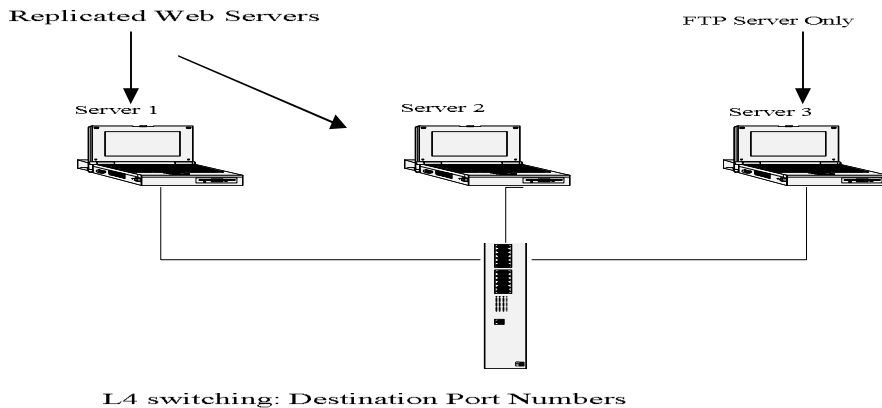 Replicated Web Servers
FTP Server Only
Server 1
Server 2
Server 3
L4 switching: Destination Port Numbers